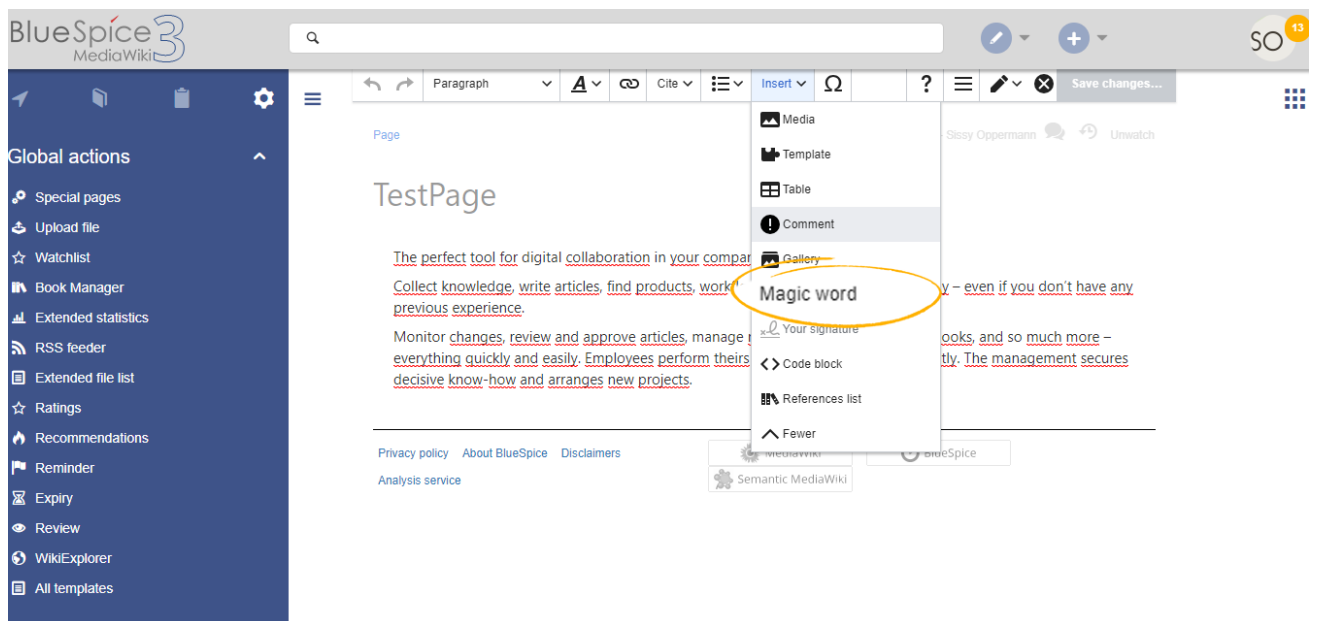 BlueSpice 3
MediaWiki
SO
13
Paragraph
A
Cite
Insert
Ω
?
Save changes...
Global actions
Special pages
Upload file
Watchlist
Book Manager
Extended statistics
RSS feeder
Extended file list
Ratings
Recommendations
Reminder
Expiry
Review
WikiExplorer
All templates
Page
Sissy Oppermann
Unwatch
TestPage
The perfect tool for digital collaboration in your
Collect knowledge, write articles, find products, – even if you don't have any
previous experience.
Monitor changes, review and approve articles, manage and so much more –
everything quickly and easily. Employees perform theirs The management secures
decisive know-how and arranges new projects.
Media
Template
Table
Comment
Gallery
Magic word
Your signature
Code block
References list
Fewer
Privacy policy About BlueSpice Disclaimers
Analysis service
MediaWiki
BlueSpice
Semantic MediaWiki